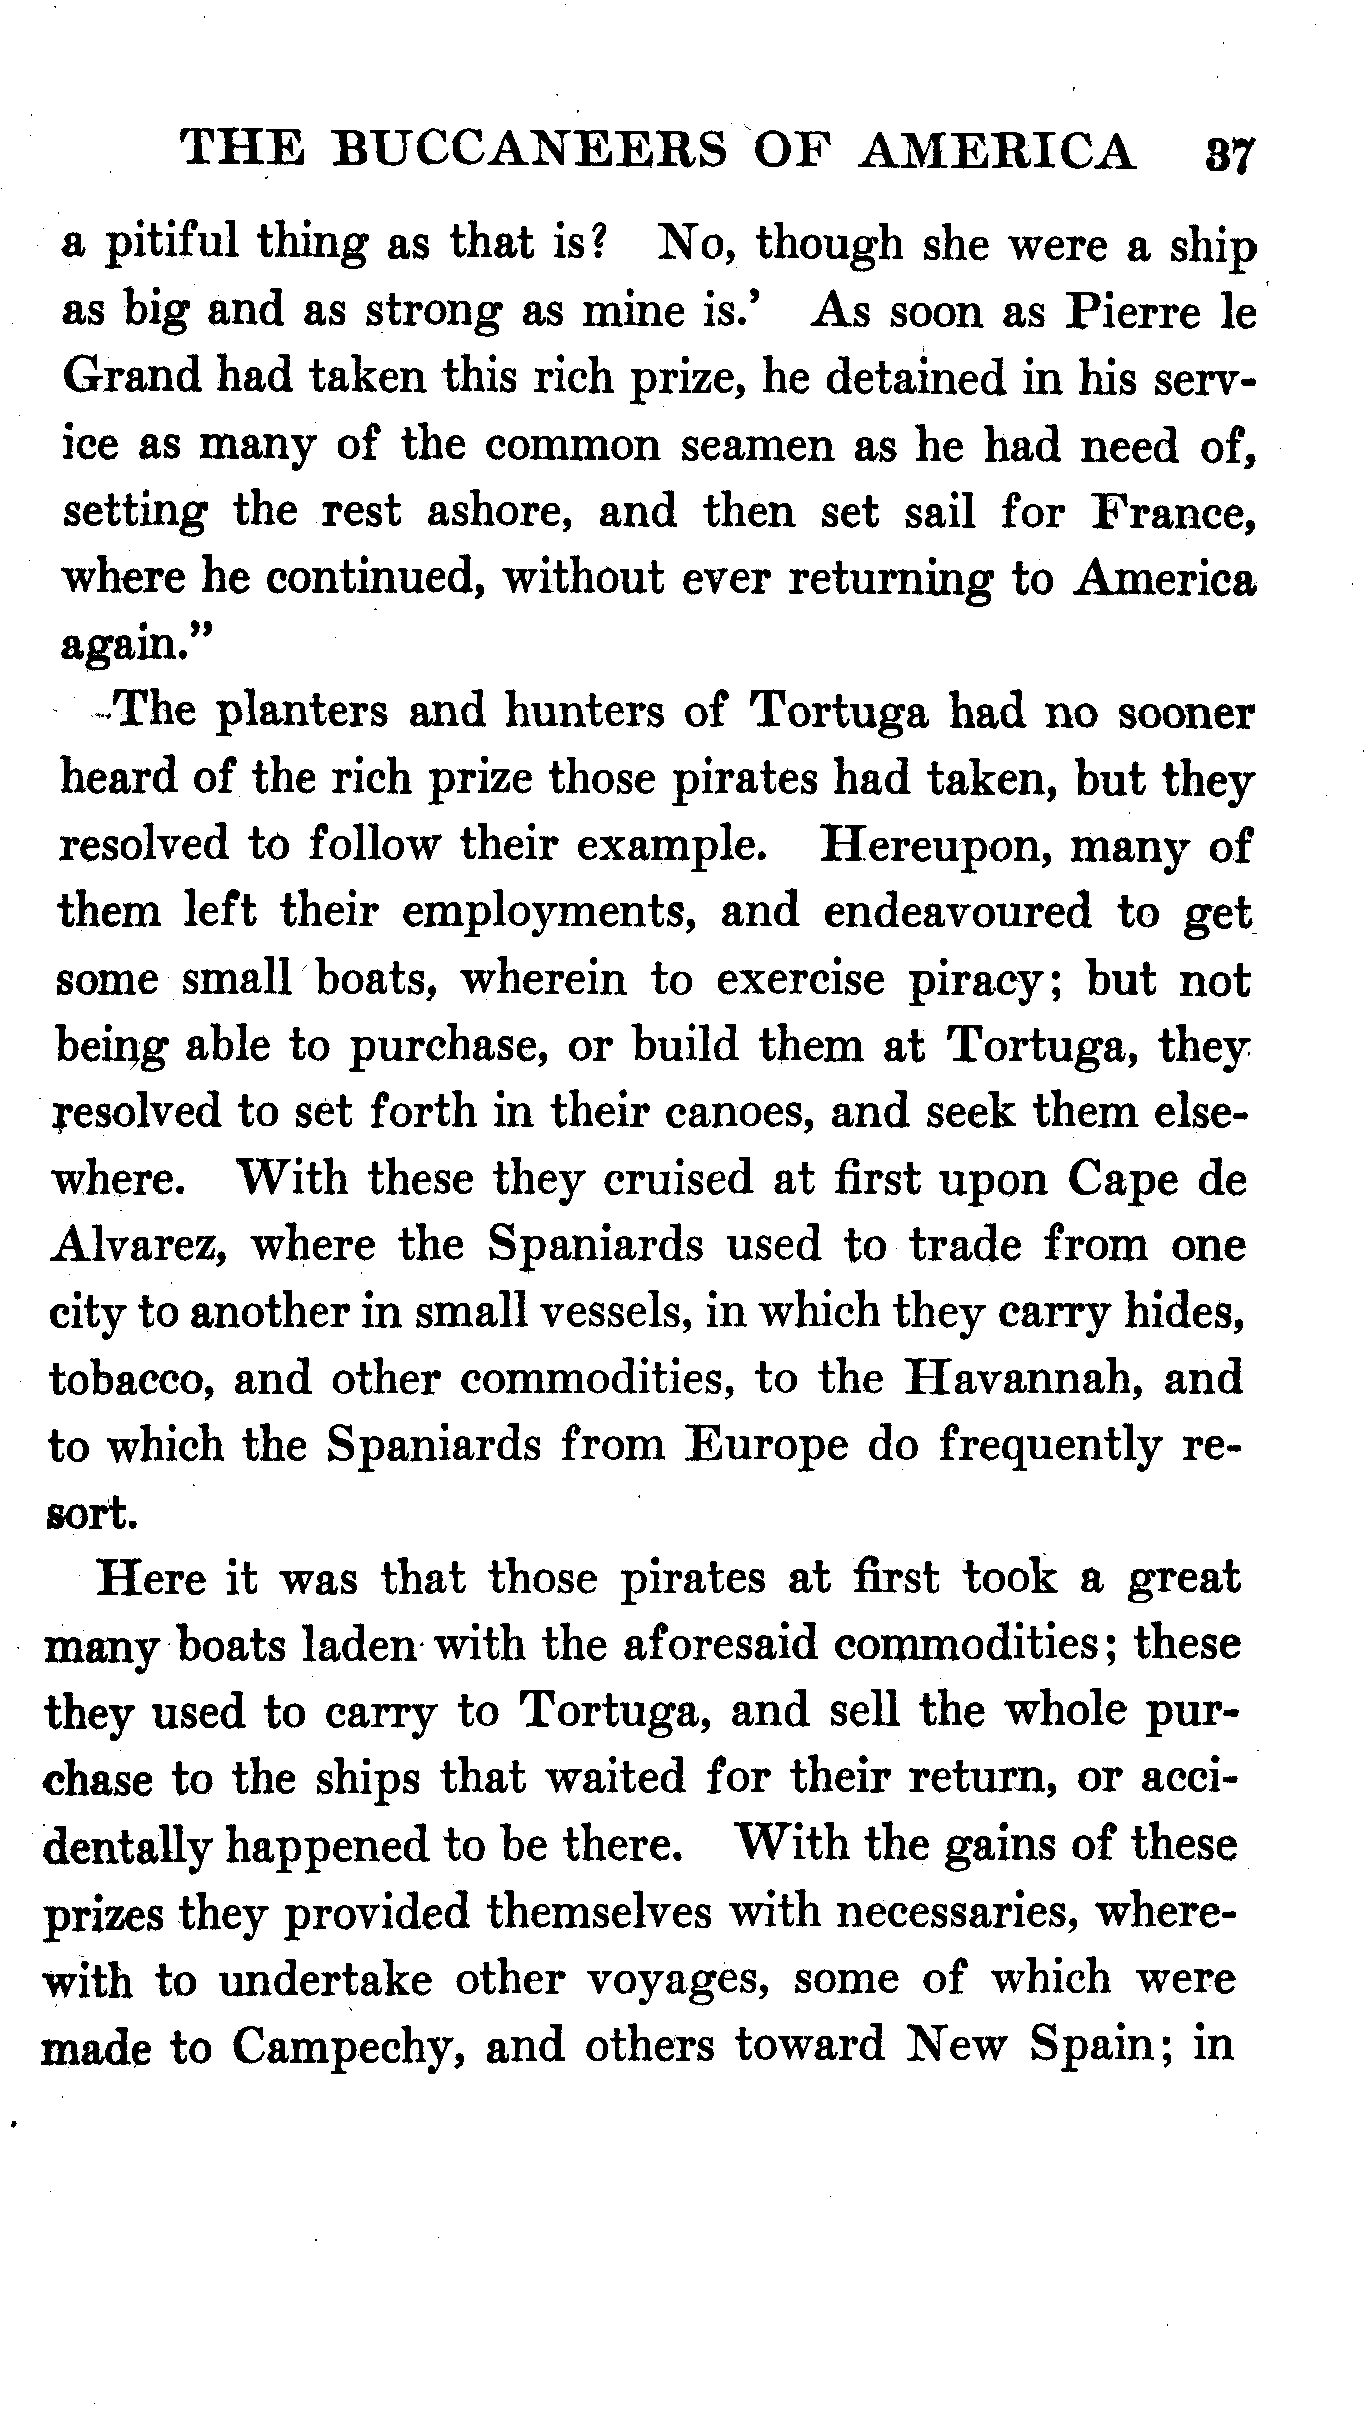 THE BUCCANEERS OF AMERICA 37
a pitiful thing as that is? No, though she were a ship
as big and as strong as mine is.' As soon as Pierre le
Grand had taken this rich prize, he detained in his serv-
ice as many of the common seamen as he had need of,
setting the rest ashore, and then set sail for France,
where he continued, without ever returning to America
again."
The planters and hunters of Tortuga had no sooner
heard of the rich prize those pirates had taken, but they
resolved to follow their example. Hereupon, many of
them left their employments, and endeavoured to get
some small boats, wherein to exercise piracy; but not
being able to purchase, or build them at Tortuga, they
resolved to set forth in their canoes, and seek them else-
where. With these they cruised at first upon Cape de
Alvarez, where the Spaniards used to trade from one
city to another in small vessels, in which they carry hides,
tobacco, and other commodities, to the Havannah, and
to which the Spaniards from Europe do frequently re-
sort.
Here it was that those pirates at first took a great
many boats laden with the aforesaid commodities; these
they used to carry to Tortuga, and sell the whole pur-
chase to the ships that waited for their return, or acci-
dentally happened to be there. With the gains of these
prizes they provided themselves with necessaries, where-
with to undertake other voyages, some of which were
made to Campechy, and others toward New Spain; in